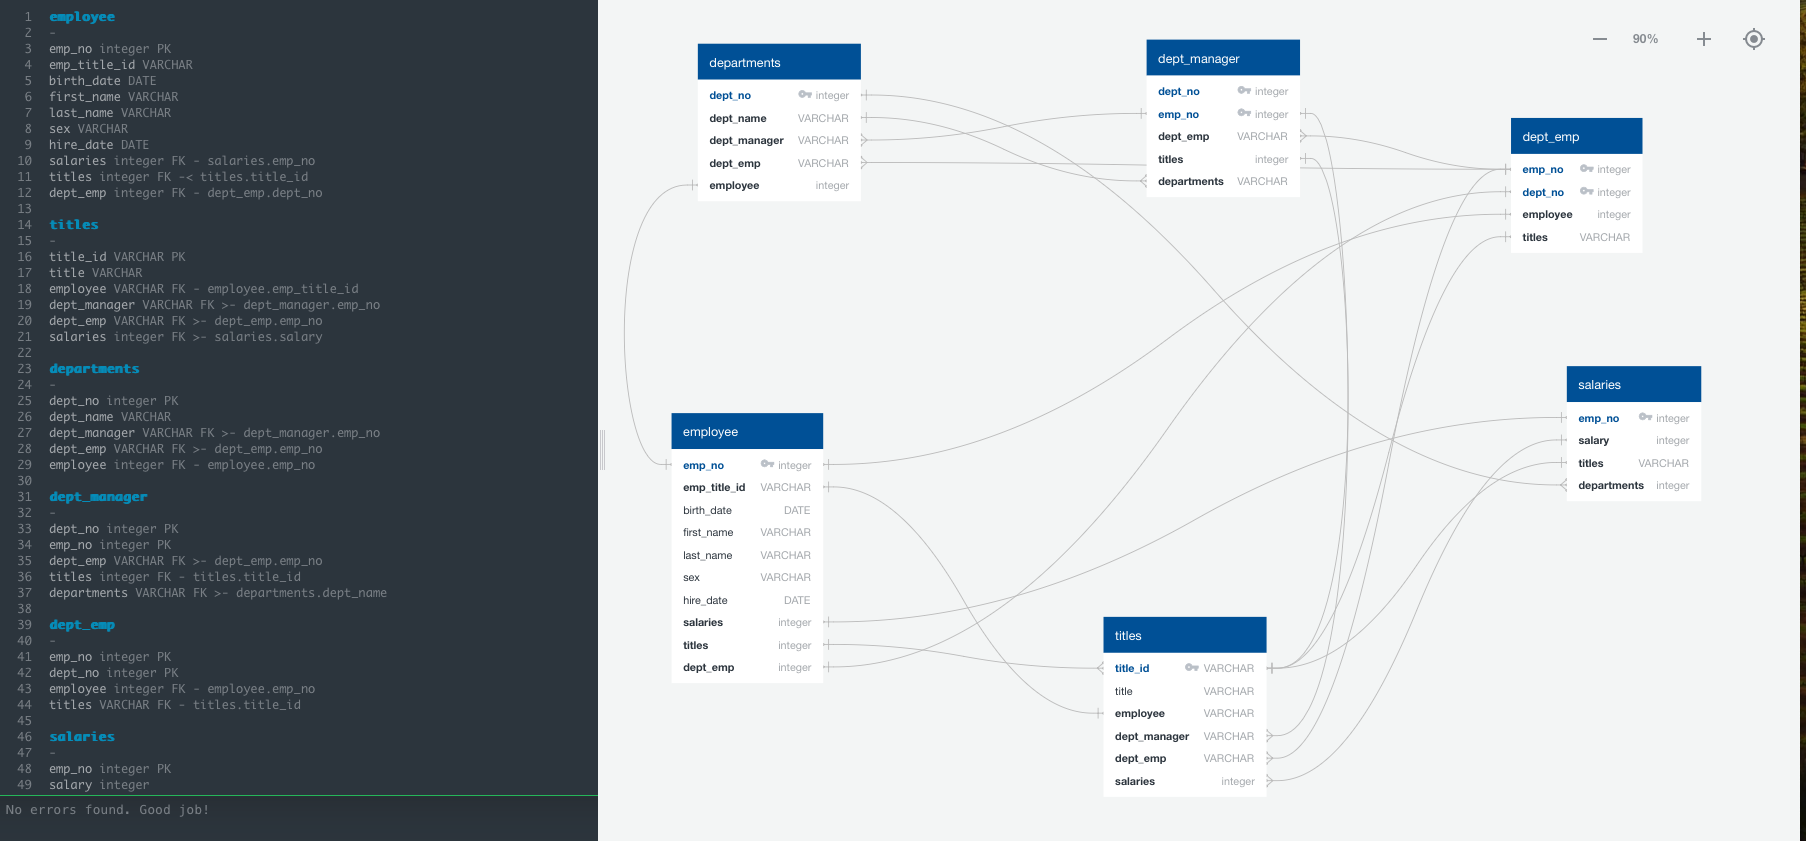 1 employee
2 -
3 emp_no integer PK
4 emp_title_id VARCHAR
5 birth_date DATE
6 first_name VARCHAR
7 last_name VARCHAR
8 sex VARCHAR
9 hire_date DATE
10 salaries integer FK - salaries.emp_no
11 titles integer FK -< titles.title_id
12 dept_emp integer FK - dept_emp.dept_no
13
14 titles
15 -
16 title_id VARCHAR PK
17 title VARCHAR
18 employee VARCHAR FK - employee.emp_title_id
19 dept_manager VARCHAR FK >- dept_manager.emp_no
20 dept_emp VARCHAR FK >- dept_emp.emp_no
21 salaries integer FK >- salaries.salary
22
23 departments
24 -
25 dept_no integer PK
26 dept_name VARCHAR
27 dept_manager VARCHAR FK >- dept_manager.emp_no
28 dept_emp VARCHAR FK >- dept_emp.emp_no
29 employee integer FK - employee.emp_no
30
31 dept_manager
32 -
33 dept_no integer PK
34 emp_no integer PK
35 dept_emp VARCHAR FK >- dept_emp.emp_no
36 titles integer FK - titles.title_id
37 departments VARCHAR FK >- departments.dept_name
38
39 dept_emp
40 -
41 emp_no integer PK
42 dept_no integer PK
43 employee integer FK - employee.emp_no
44 titles VARCHAR FK - titles.title_id
45
46 salaries
47 -
48 emp_no integer PK
49 salary integer
No errors found. Good job!
90%
departments
dept_no integer
dept_name VARCHAR
dept_manager VARCHAR
dept_emp VARCHAR
employee integer
dept_manager
dept_no integer
emp_no integer
dept_emp VARCHAR
titles integer
departments VARCHAR
dept_emp
emp_no integer
dept_no integer
employee integer
titles VARCHAR
salaries
emp_no integer
salary integer
titles VARCHAR
departments integer
employee
emp_no integer
emp_title_id VARCHAR
birth_date DATE
first_name VARCHAR
last_name VARCHAR
sex VARCHAR
hire_date DATE
salaries integer
titles integer
dept_emp integer
titles
title_id VARCHAR
title VARCHAR
employee VARCHAR
dept_manager VARCHAR
dept_emp VARCHAR
salaries integer